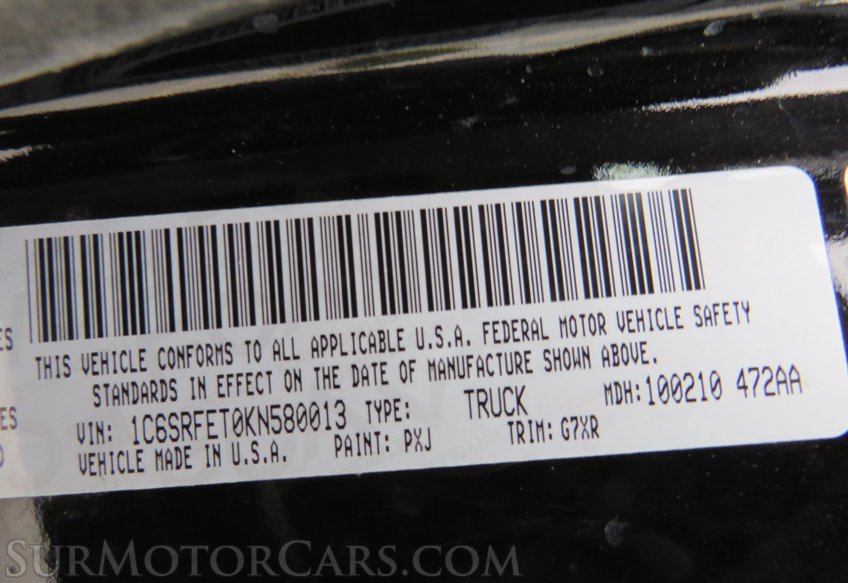 THIS VEHICLE CONFORMS TO ALL APPLICABLE U.S.A. FEDERAL MOTOR VEHICLE SAFETY
STANDARDS IN EFFECT ON THE DATE OF MANUFACTURE SHOWN ABOVE.
VIN: 1C6SRFET0KN580013 TYPE: TRUCK MDH:100210 472AA
VEHICLE MADE IN U.S.A. PAINT: PXJ TRIM: G7XR
SURMOTORCARS.COM